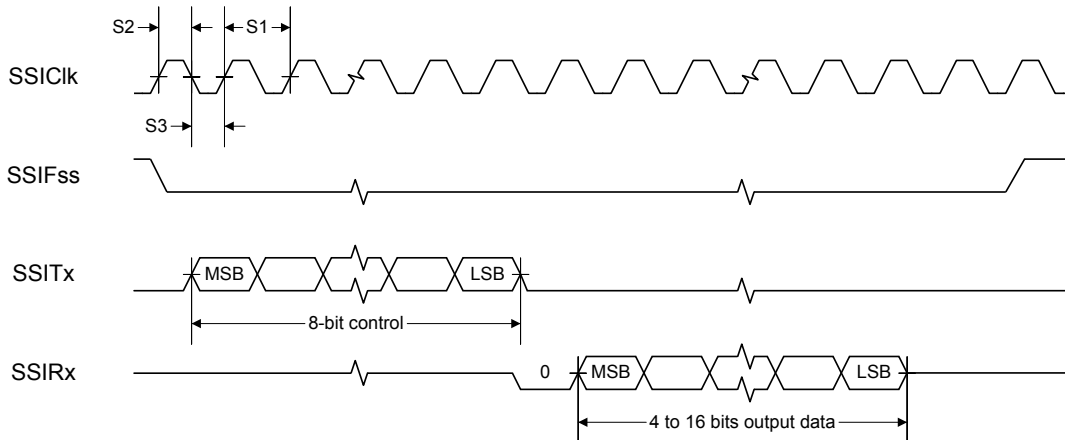 S2 S1
SSIClk
S3
SSIFss
SSITx MSB LSB
8-bit control
SSIRx 0 MSB LSB
4 to 16 bits output data